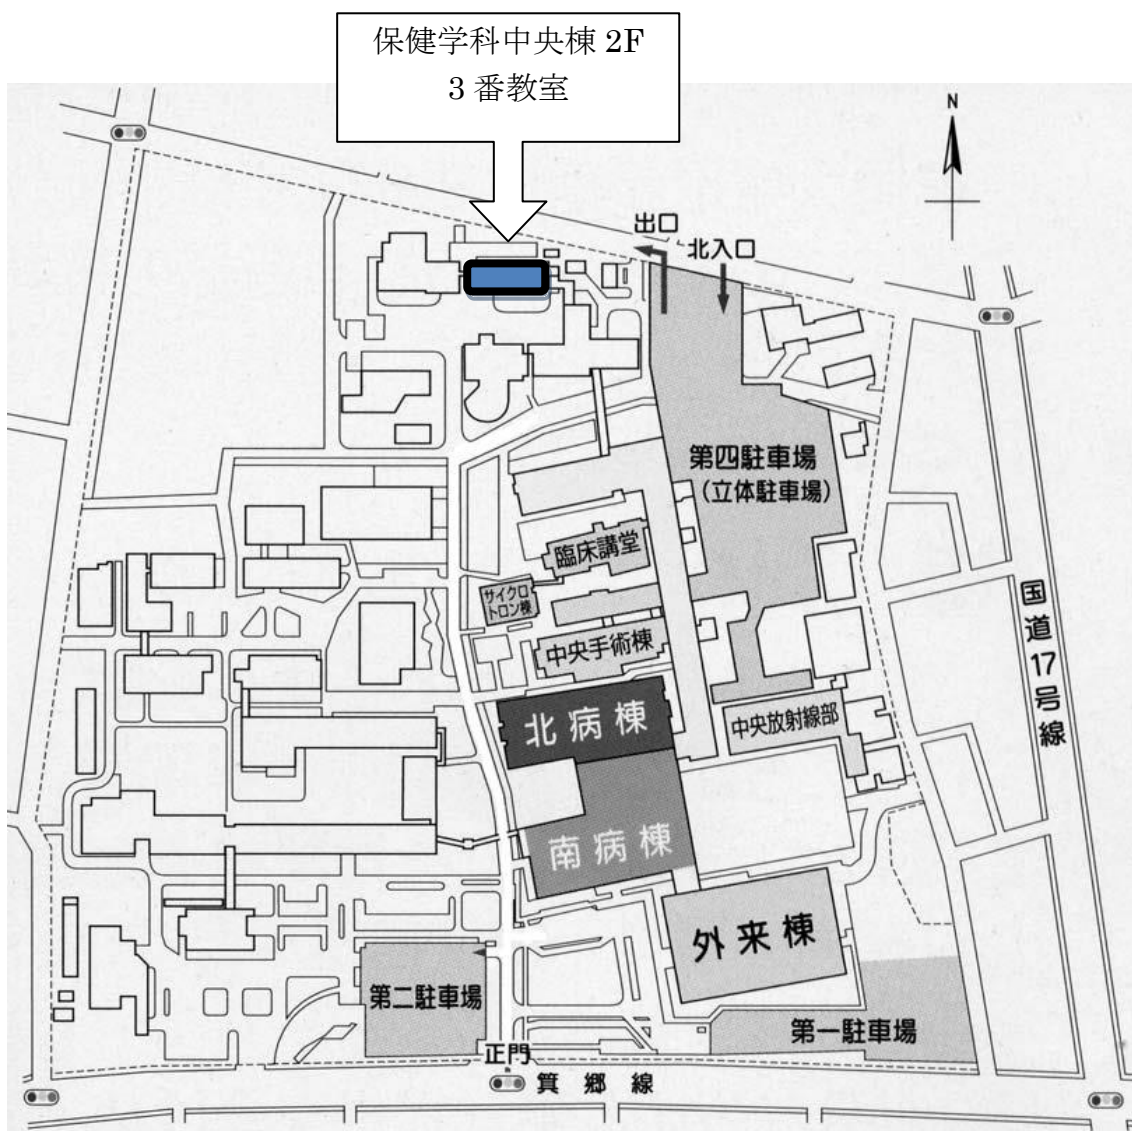 保健学科中央棟 2F
3 番教室
N
出口
北入口
第四駐車場
(立体駐車場)
臨床講堂
サイクロ
トロン棟
国道17号線
中央手術棟
北病棟
中央放射線部
南病棟
外来棟
第二駐車場
第一駐車場
正門
箕郷線